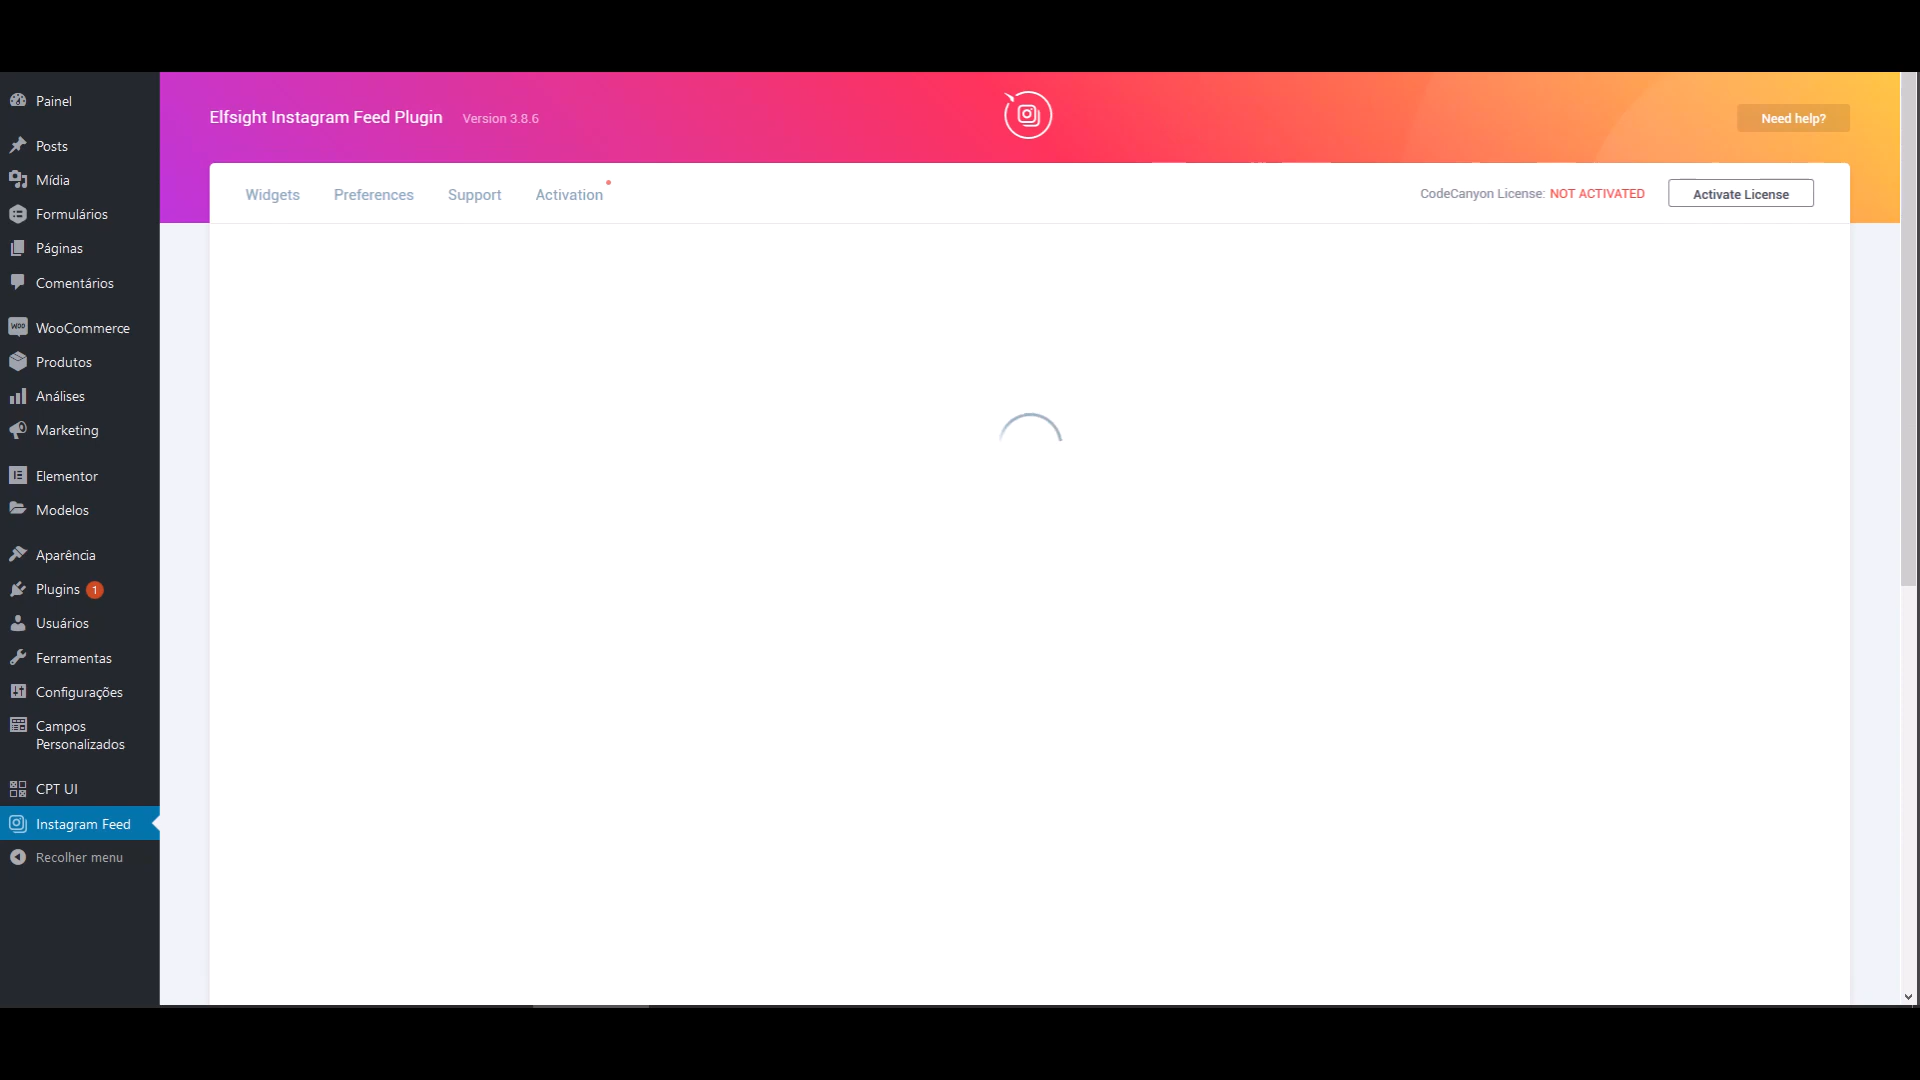 Elfsight Instagram Feed Plugin Version 3.8.6
Need help?
Widgets Preferences Support Activation
CodeCanyon License: NOT ACTIVATED Activate License
Painel
Posts
Mídia
Formulários
Páginas
Comentários
Woo WooCommerce
Produtos
Análises
Marketing
Elementor
Modelos
Aparência
Plugins 1
Usuários
Ferramentas
Configurações
Campos
Personalizados
CPT UI
Instagram Feed
Recolher menu